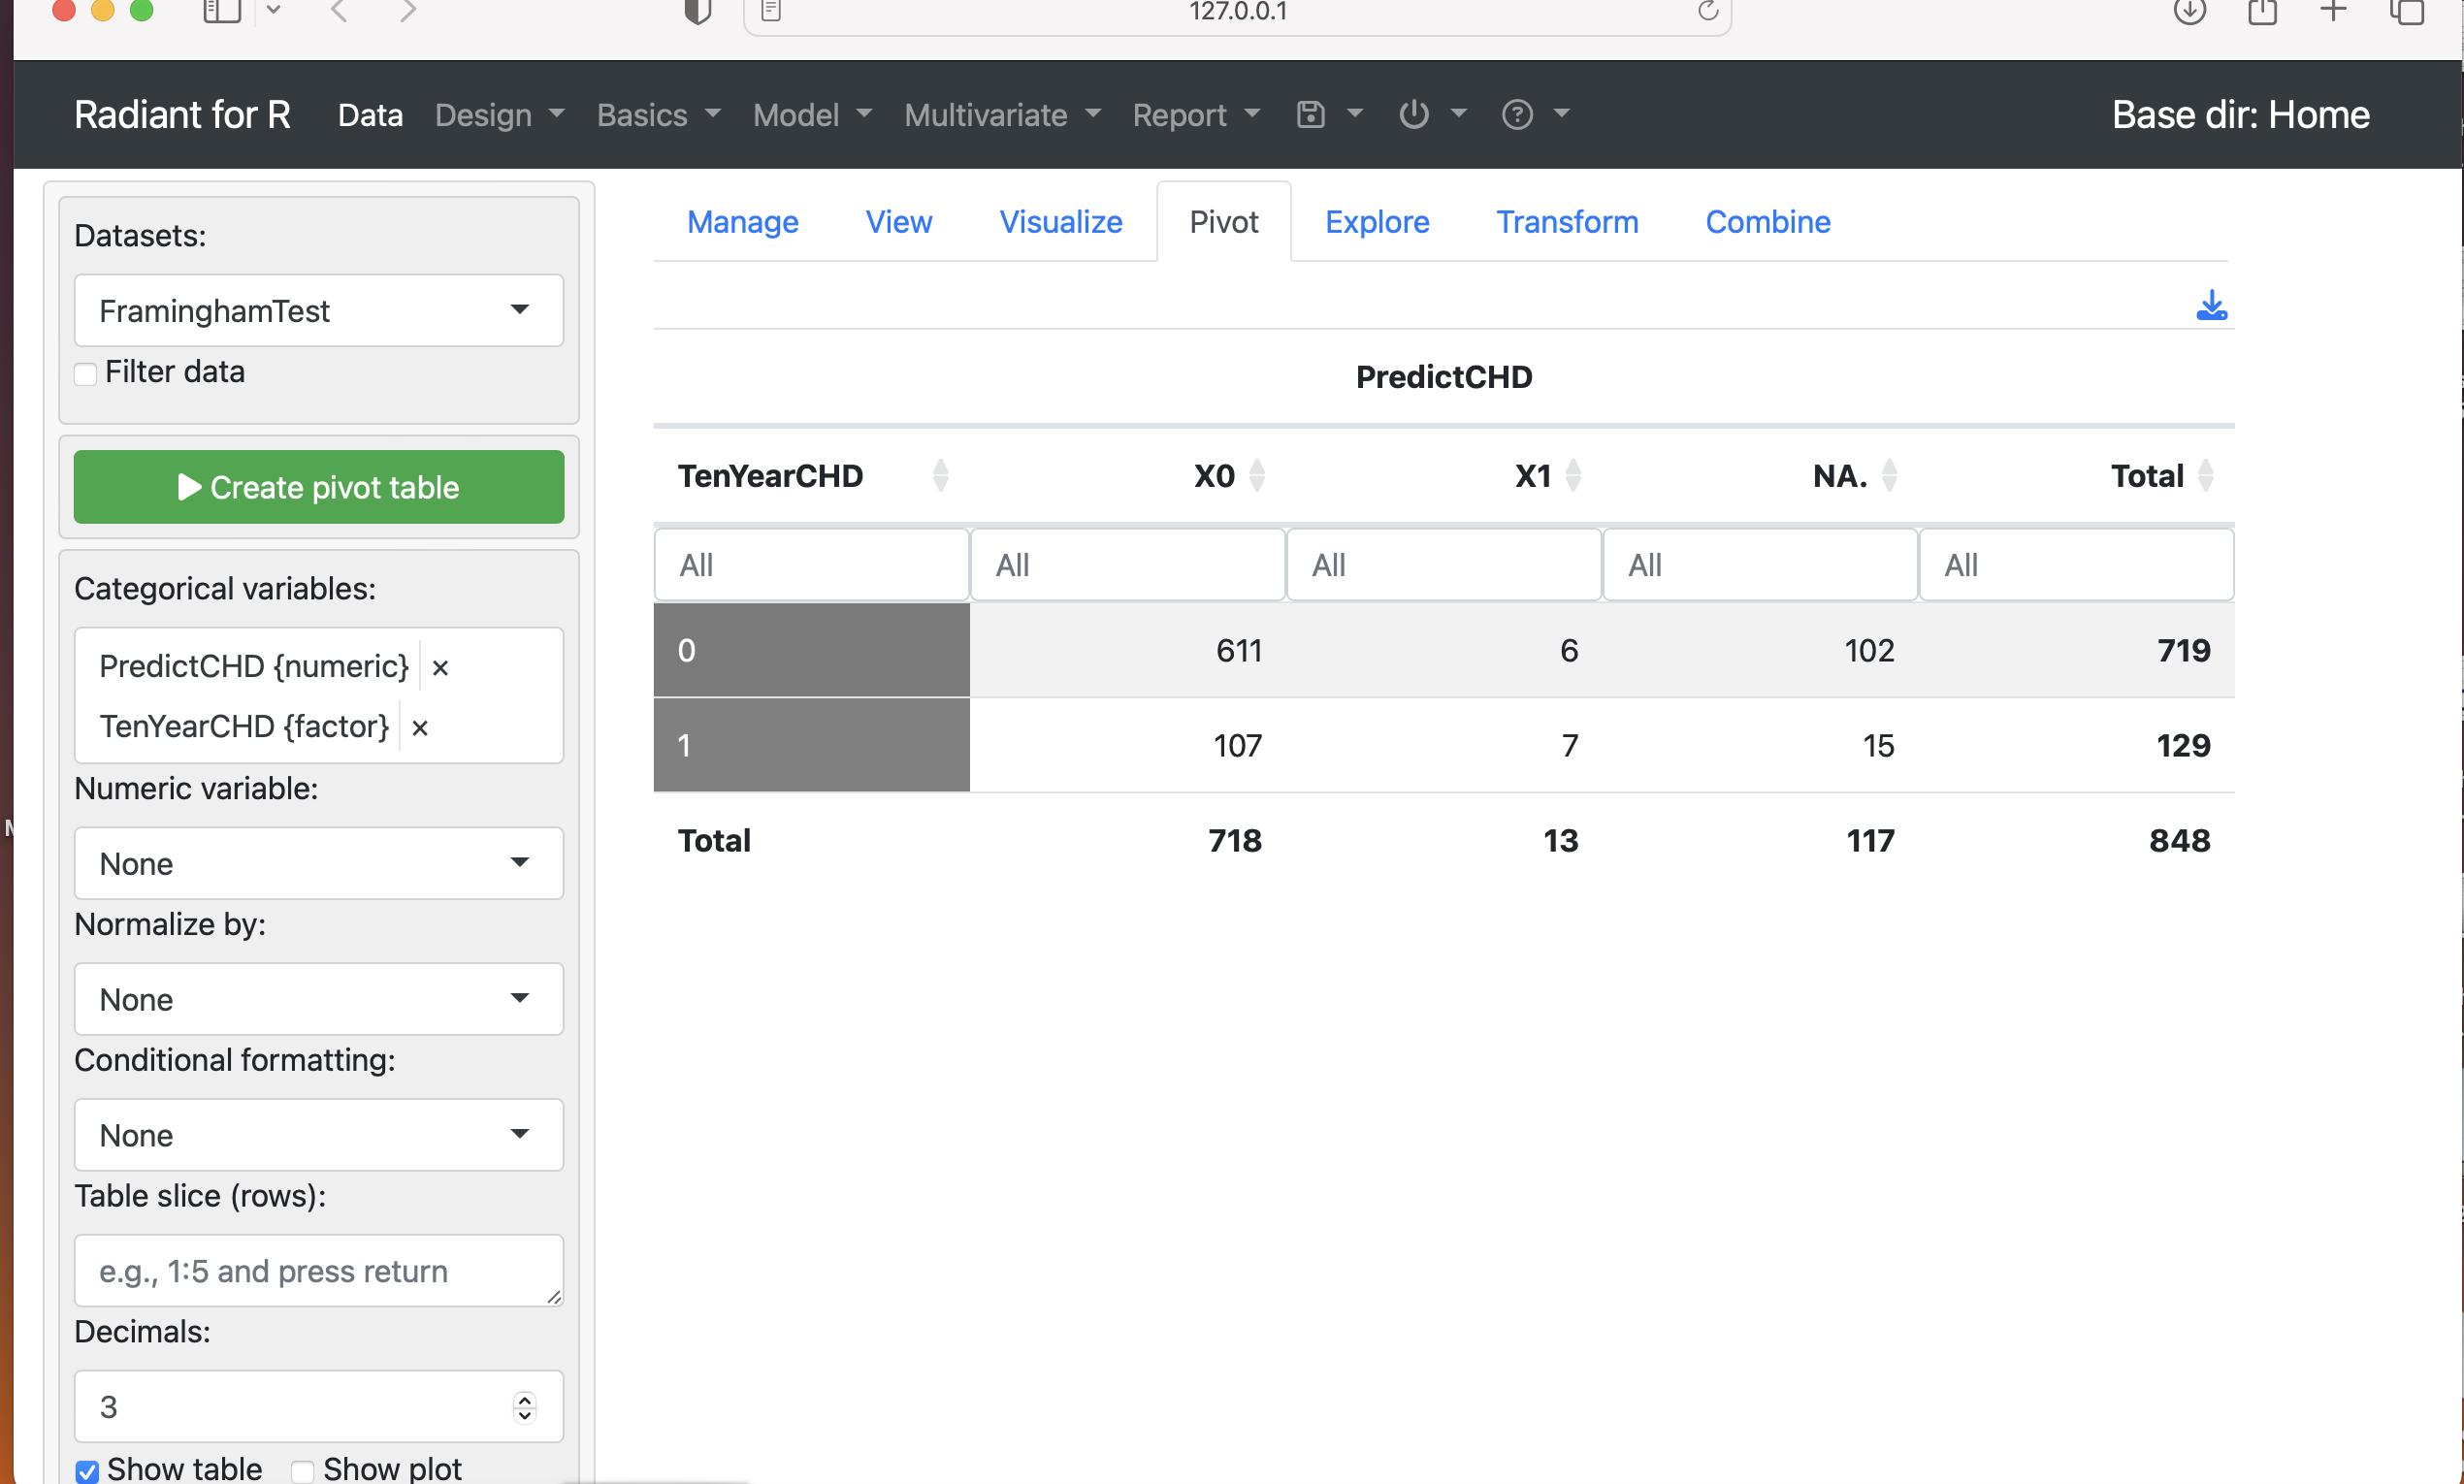 127.0.0.1
Radiant for R Data Design Basics Model Multivariate Report ? Base dir: Home
Manage View Visualize Pivot Explore Transform Combine
Datasets:
FraminghamTest
Filter data
Create pivot table
Categorical variables:
PredictCHD {numeric} ×
TenYearCHD {factor} ×
Numeric variable:
None
Normalize by:
None
Conditional formatting:
None
Table slice (rows):
e.g., 1:5 and press return
Decimals:
3
Show table Show plot
PredictCHD
TenYearCHD X0 X1 NA. Total
All All All All All
0 611 6 102 719
1 107 7 15 129
Total 718 13 117 848